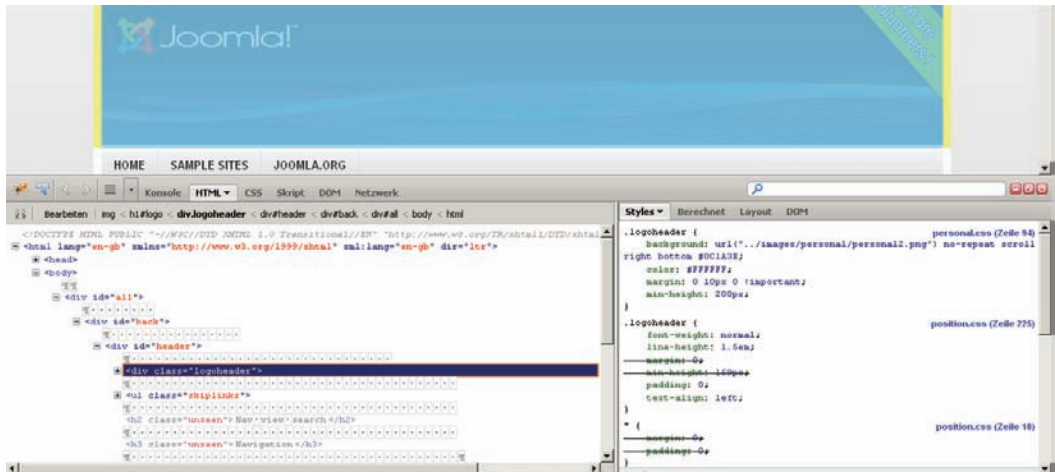 Joomla!
HOME SAMPLE SITES JOOMLA.ORG
Konsole HTML CSS Skript DOM Netzwerk
Bearbeiten img < h1#logo < div.logoheader < div#header < div#back < div#all < body < html
<!DOCTYPE HTML PUBLIC "-//W3C//DTD XHTML 1.0 Transitional//EN" "http://www.w3.org/TR/xhtml1/DTD/xhtml
<html lang="en-gb" xmlns="http://www.w3.org/1999/xhtml" xml:lang="en-gb" dir="ltr">
<head>
<body>
<div id="all">
<div id="back">
<div id="header">
<div class="logoheader">
<ul class="skiplinks">
<h2 class="unseen">Nav·view·search</h2>
<h3 class="unseen">Navigation</h3>
Styles Berechnet Layout DOM
.logoheader { personal.css (Zeile 94)
background: url("../images/personal/personal2.png") no-repeat scroll
right bottom #0C1A3E;
color: #FFFFFF;
margin: 0 10px 0 !important;
min-height: 200px;
}
.logoheader { position.css (Zeile 225)
font-weight: normal;
line-height: 1.5em;
margin: 0;
min-height: 150px;
padding: 0;
text-align: left;
}
* { position.css (Zeile 18)
margin: 0;
padding: 0;
}